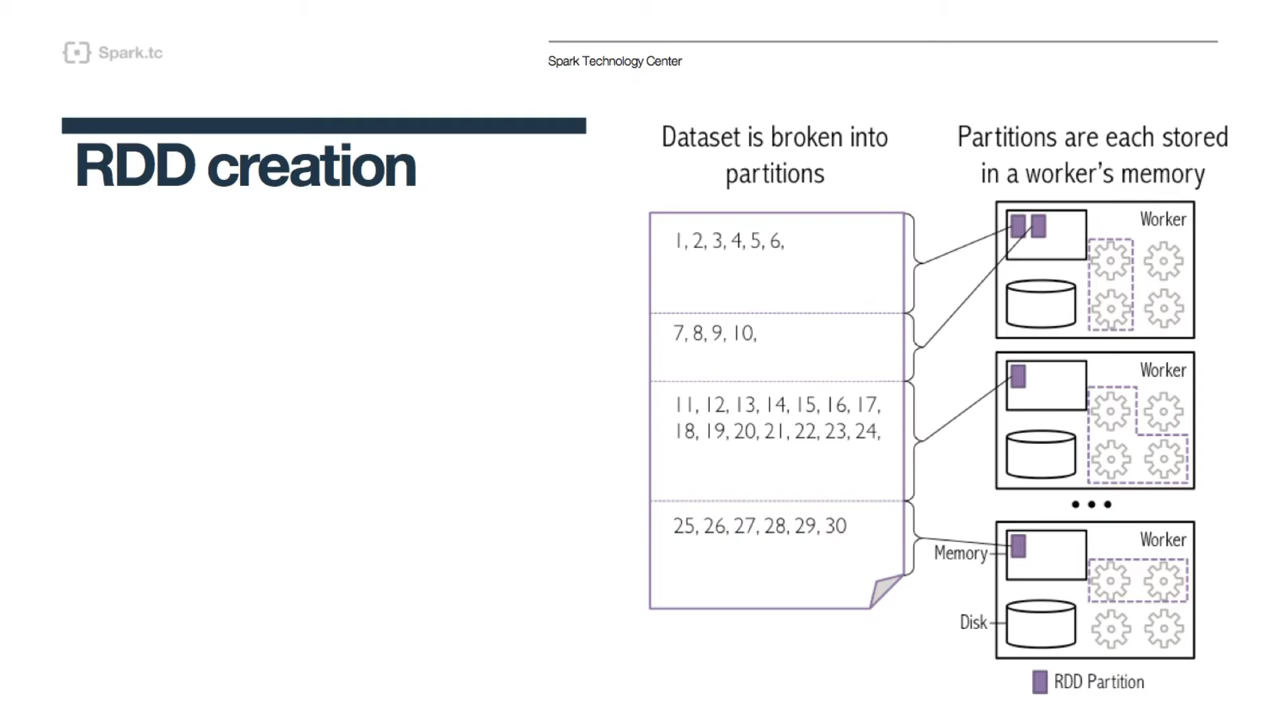 Spark.tc
Spark Technology Center
RDD creation
Dataset is broken into
partitions
Partitions are each stored
in a worker's memory
1, 2, 3, 4, 5, 6,
7, 8, 9, 10,
11, 12, 13, 14, 15, 16, 17,
18, 19, 20, 21, 22, 23, 24,
25, 26, 27, 28, 29, 30
Worker
Worker
Worker
Memory
Disk
RDD Partition